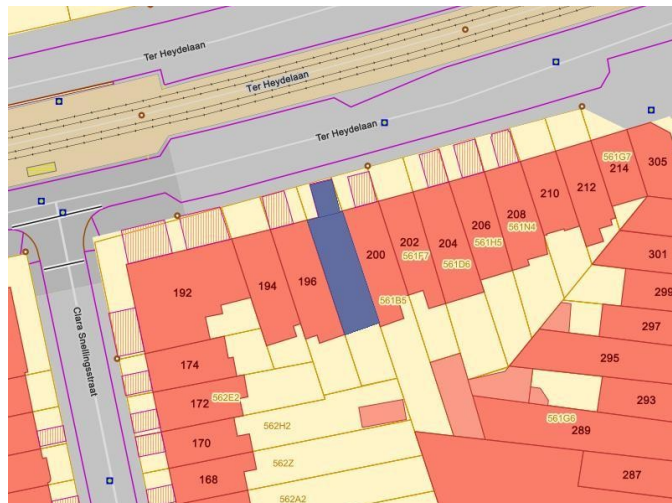 Ter Heydelaan
Ter Heydelaan
Ter Heydelaan
561G7
305
214
212
210
208
561N4
206
561H5
204
561D6
202
561F7
200
561B5
196
194
192
301
299
297
295
293
561G6
289
287
Clara Snellingsstraat
174
172
562E2
170
562H2
168
562Z
562A2